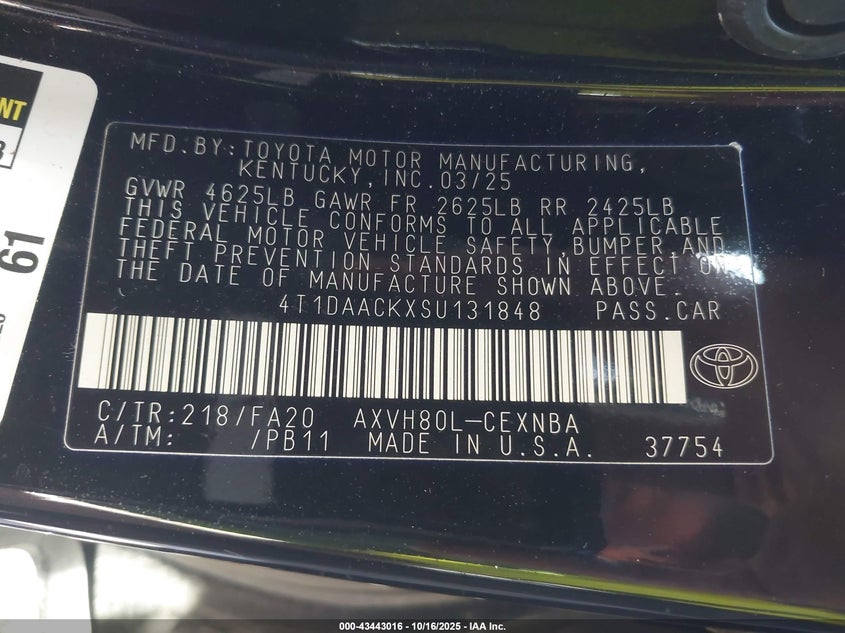 NT
3
61
MFD.BY:TOYOTA MOTOR MANUFACTURING,
KENTUCKY,INC.03/25
GVWR 4625LB GAWR FR 2625LB RR 2425LB
THIS VEHICLE CONFORMS TO ALL APPLICABLE
FEDERAL MOTOR VEHICLE SAFETY,BUMPER,AND
THEFT PREVENTION STANDARDS IN EFFECT ON
THE DATE OF MANUFACTURE SHOWN ABOVE.
4T1DAACKXSU131848 PASS.CAR
C/TR:218/FA20 AXVH80L-CEXNBA
A/TM: /PB11 MADE IN U.S.A. 37754
000-43443016 - 10/16/2025 - IAA Inc.